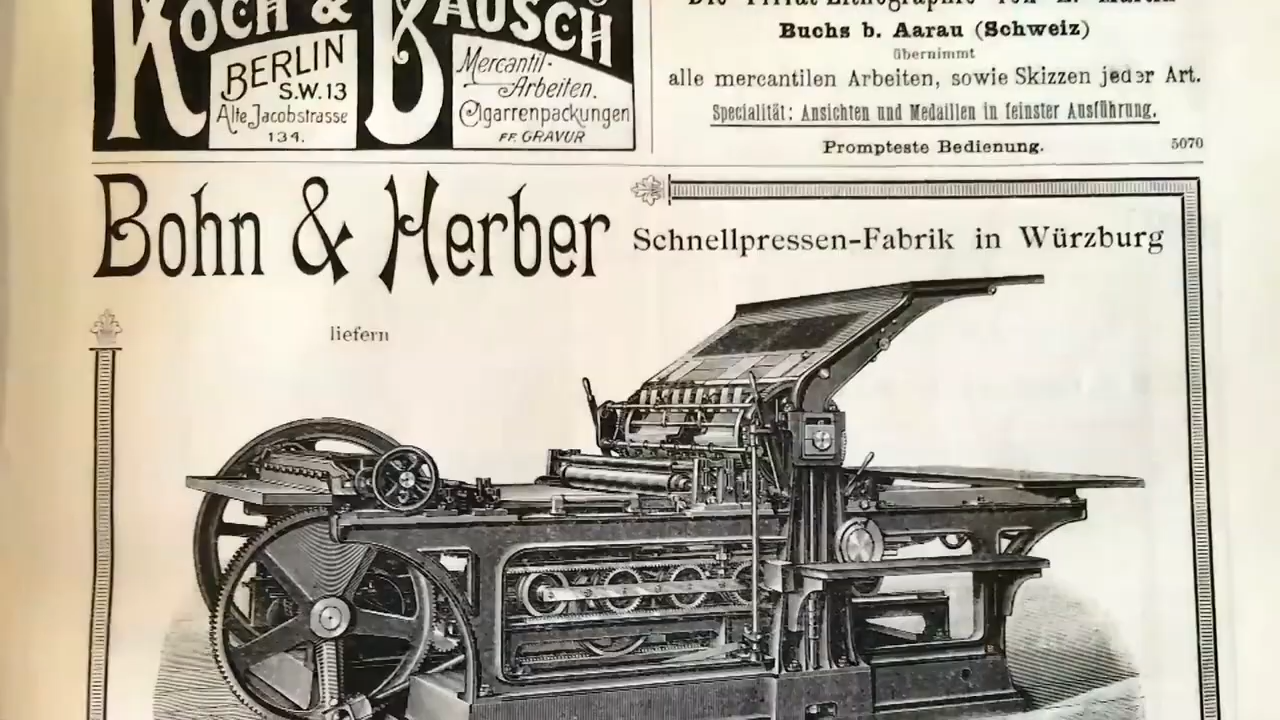 KOCH & BAUSCH
BERLIN
S.W.13
Alte Jacobstrasse
134.
Mercantil-
Arbeiten.
Cigarrenpackungen
FF. GRAVUR
Buchs b. Aarau (Schweiz)
übernimmt
alle mercantilen Arbeiten, sowie Skizzen jeder Art.
Specialität: Ansichten und Medaillen in feinster Ausführung.
Prompteste Bedienung.
5070
Bohn & Herber
Schnellpressen-Fabrik in Würzburg
liefern